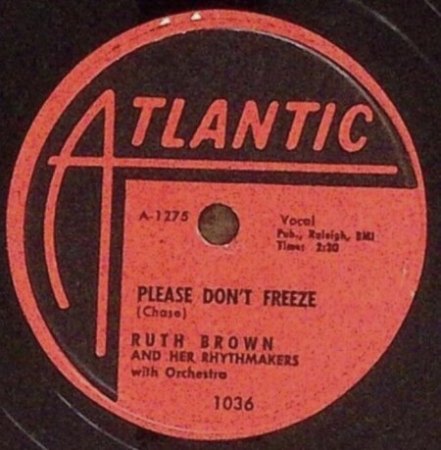 ATLANTIC
A-1275
Vocal
Pub., Raleigh, BMI
Time: 2:20
PLEASE DON'T FREEZE
(Chase)
RUTH BROWN
AND HER RHYTHMAKERS
with Orchestra
1036